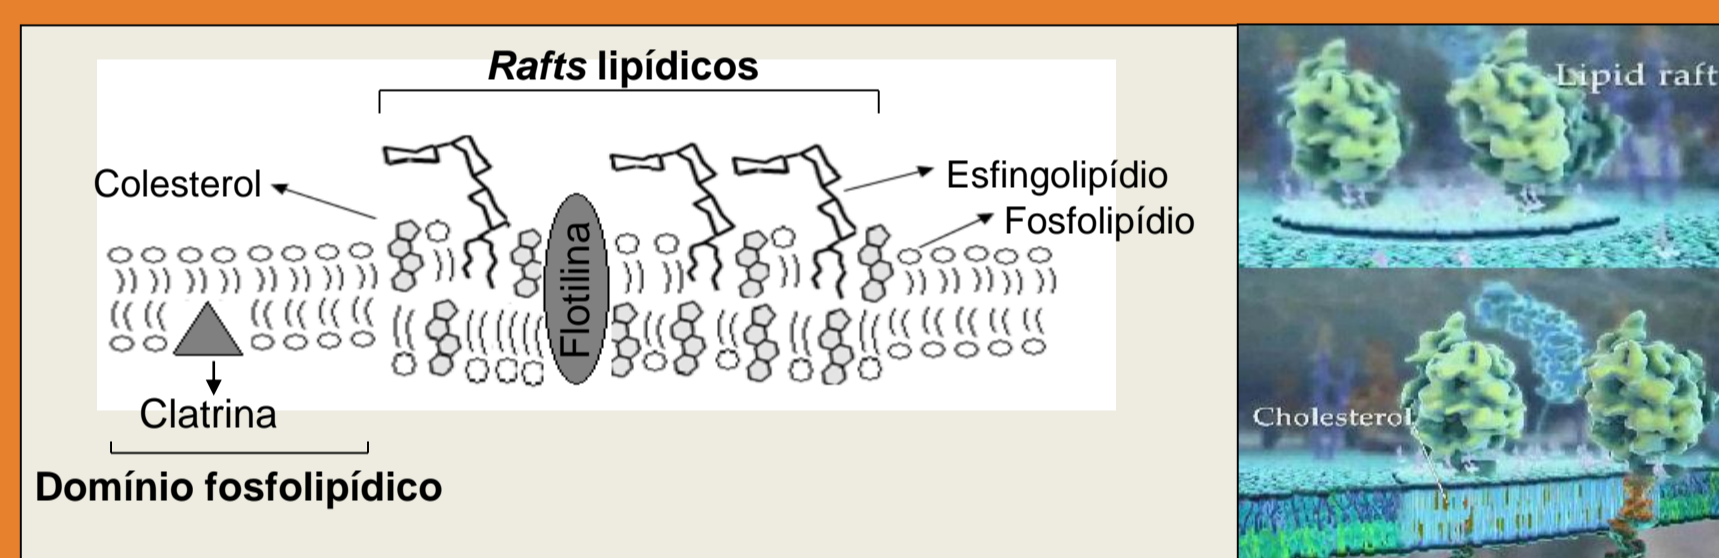 Rafts lipídicos
Colesterol
Esfingolipídio
Fosfolipídio
Flotilina
Clatrina
Domínio fosfolipídico
Lipid raft
Cholesterol